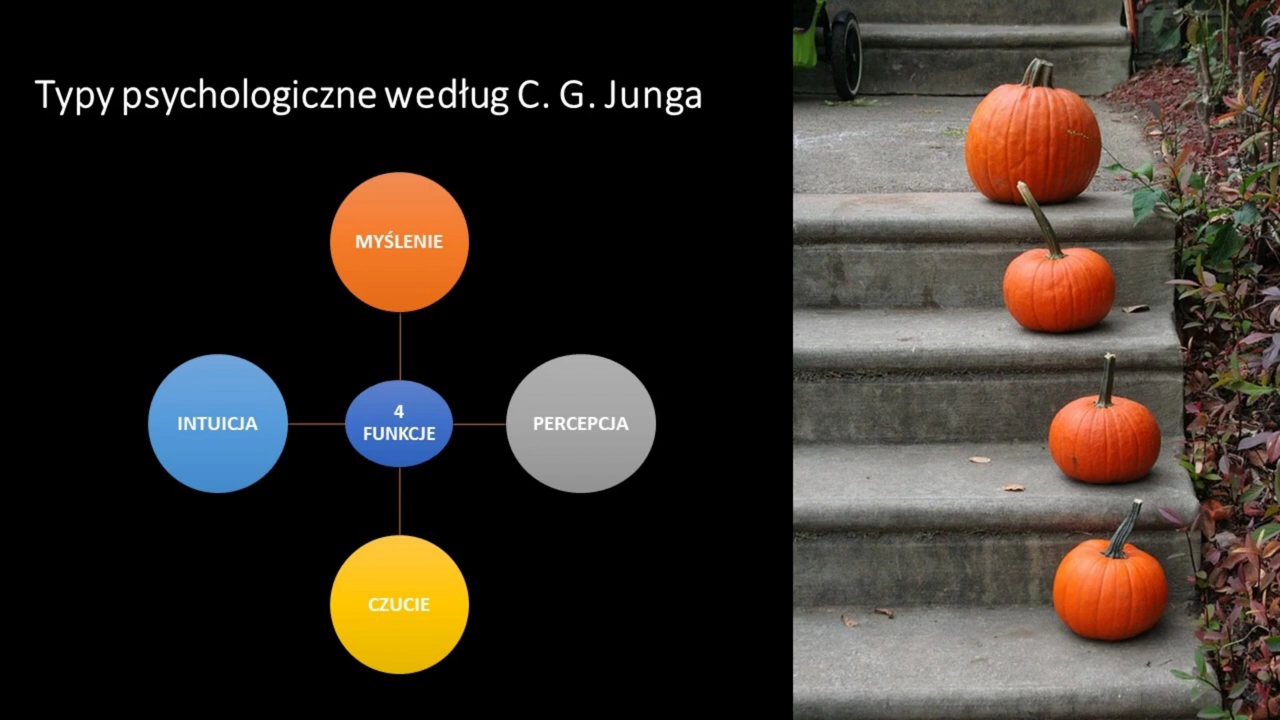 Typy psychologiczne według C. G. Junga
MYŚLENIE
INTUICJA
4
FUNKCJE
PERCEPCJA
CZUCIE